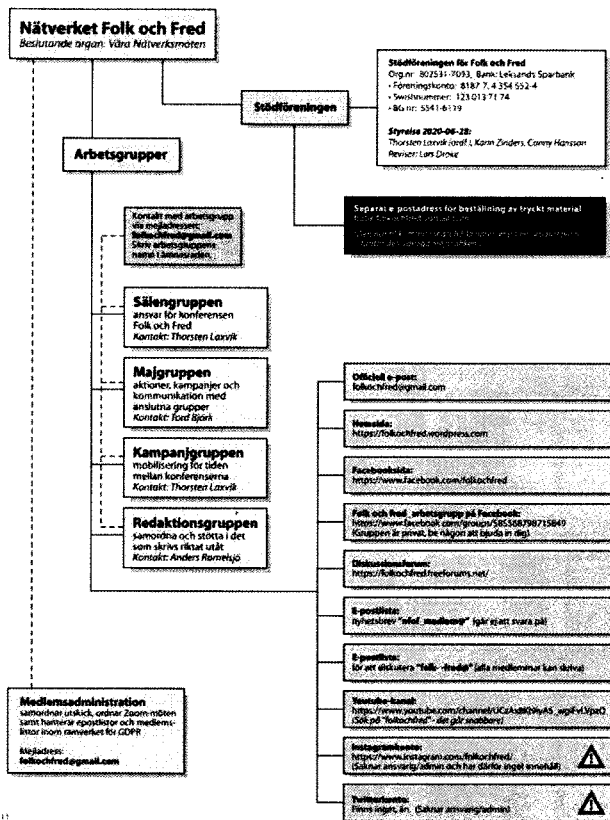 Nätverket Folk och Fred
Beslutande organ: Våra Nätverksmöten
Stödföreningen för Folk och Fred
Org.nr: 802531-7093, Bank: Leksands Sparbank
• Föreningskonto: 8187 7, 4 354 552-4
• Swishnummer: 123 013 71 74
• BG nr: 5541-6119
Styrelse 2020-06-28:
Thorsten Laxvik (ordf.), Karin Zinders, Conny Hansson
Revisor: Lars Drake
Stödföreningen
Arbetsgrupper
Separat e-postadress för beställning av tryckt material
Kontakt med arbetsgrupp
via mejladressen:
folkochfred@gmail.com
Skriv arbetsgruppens
namn i ämnesraden.
Sälengruppen
ansvar för konferensen
Folk och Fred
Kontakt: Thorsten Laxvik
Majgruppen
aktioner, kampanjer och
kommunikation med
anslutna grupper
Kontakt: Tord Björk
Kampanjgruppen
mobilisering för tiden
mellan konferenserna
Kontakt: Thorsten Laxvik
Redaktionsgruppen
samordna och stötta i det
som skrivs riktat utåt
Kontakt: Anders Romelsjö
Officiell e-post:
folkochfred@gmail.com
Hemsida:
https://folkochfred.wordpress.com
Facebooksida:
https://www.facebook.com/folkochfred
Folk och fred_arbetsgrupp på Facebook:
https://www.facebook.com/groups/585568798715849
(Gruppen är privat, be någon att bjuda in dig)
Diskussionsforum:
https://folkochfred.freeforums.net/
E-postlista:
nyhetsbrev "nfof_medlem@" (går ej att svara på)
E-postlista:
för att diskutera "folk--fred@" (alla medlemmar kan skriva)
Youtube-kanal:
(Sök på "folkochfred" - det går snabbare)
Instagramkonto:
https://www.instagram.com/folkochfred/
(Saknar ansvarig/admin och har därför inget innehåll)
Twitterkonto:
Finns inget, än. (Saknar ansvarig/admin)
Medlemsadministration
samordnar utskick, ordnar Zoom-möten
samt hanterar epostlistor och medlems-
listor inom ramverket för GDPR
Mejladress:
folkochfred@gmail.com
11